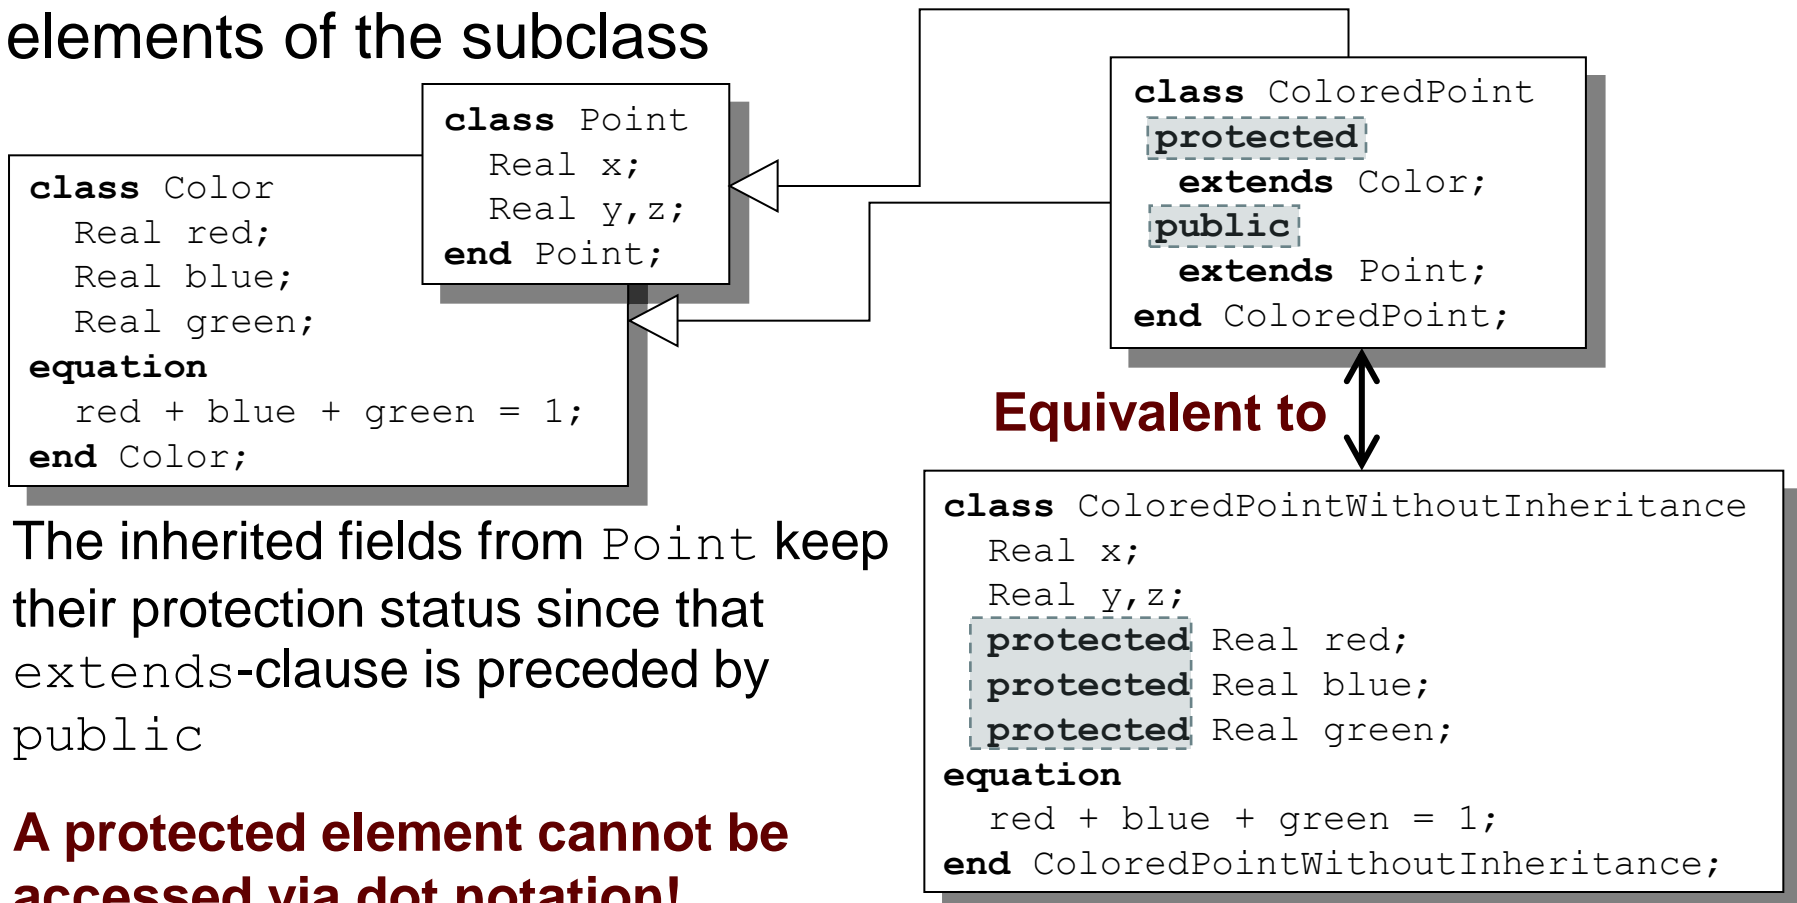 elements of the subclass
class Point
  Real x;
  Real y,z;
end Point;
class Color
  Real red;
  Real blue;
  Real green;
equation
  red + blue + green = 1;
end Color;
class ColoredPoint
protected
  extends Color;
public
  extends Point;
end ColoredPoint;
Equivalent to
The inherited fields from Point keep
their protection status since that
extends-clause is preceded by
public
A protected element cannot be
accessed via dot notation!
class ColoredPointWithoutInheritance
  Real x;
  Real y,z;
  protected Real red;
  protected Real blue;
  protected Real green;
equation
  red + blue + green = 1;
end ColoredPointWithoutInheritance;